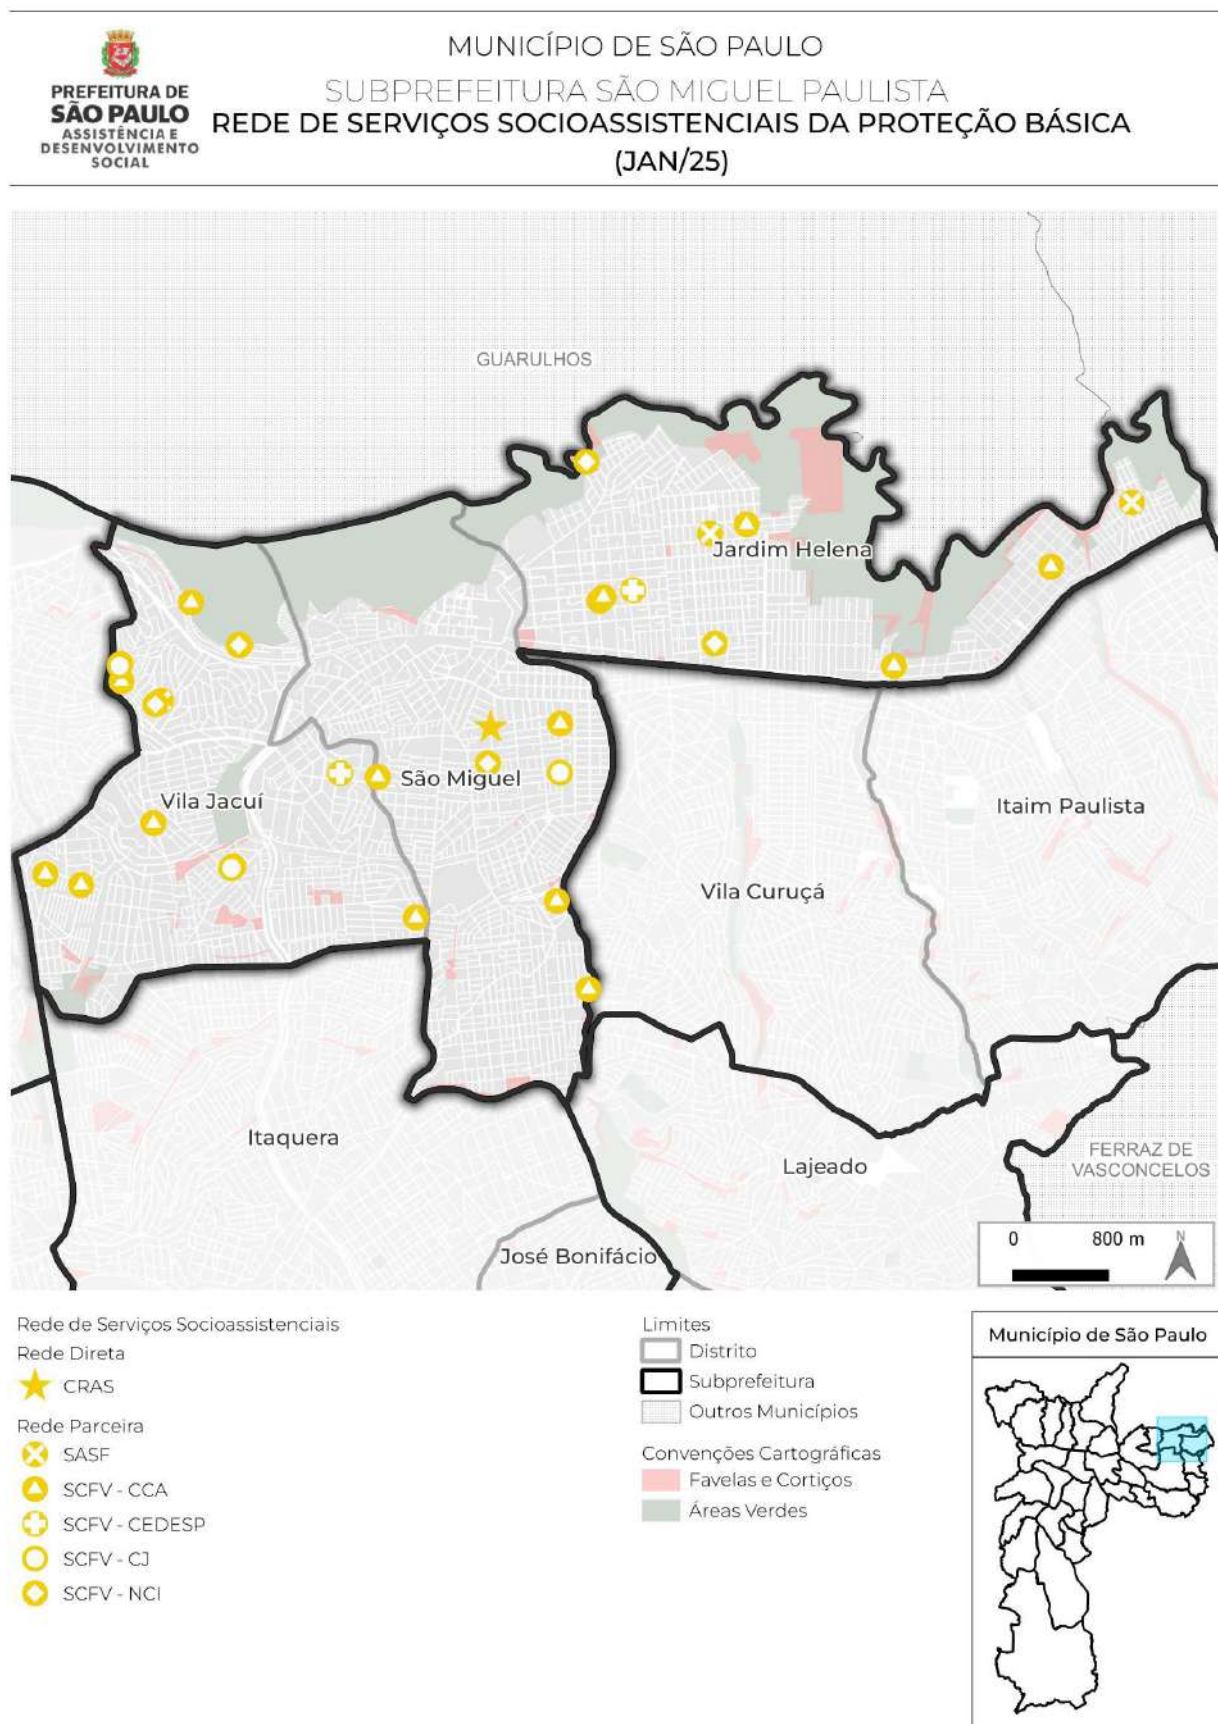 PREFEITURA DE
SÃO PAULO
ASSISTÊNCIA E
DESENVOLVIMENTO
SOCIAL
MUNICÍPIO DE SÃO PAULO
SUBPREFEITURA SÃO MIGUEL PAULISTA
REDE DE SERVIÇOS SOCIOASSISTENCIAIS DA PROTEÇÃO BÁSICA
(JAN/25)
GUARULHOS
Jardim Helena
São Miguel
Vila Jacuí
Itaim Paulista
Vila Curuçá
Itaquera
Lajeado
FERRAZ DE
VASCONCELOS
José Bonifácio
0 800 m N
Rede de Serviços Socioassistenciais
Rede Direta
CRAS
Rede Parceira
SASF
SCFV - CCA
SCFV - CEDESP
SCFV - CJ
SCFV - NCI
Limites
Distrito
Subprefeitura
Outros Municípios
Convenções Cartográficas
Favelas e Cortiços
Áreas Verdes
Município de São Paulo